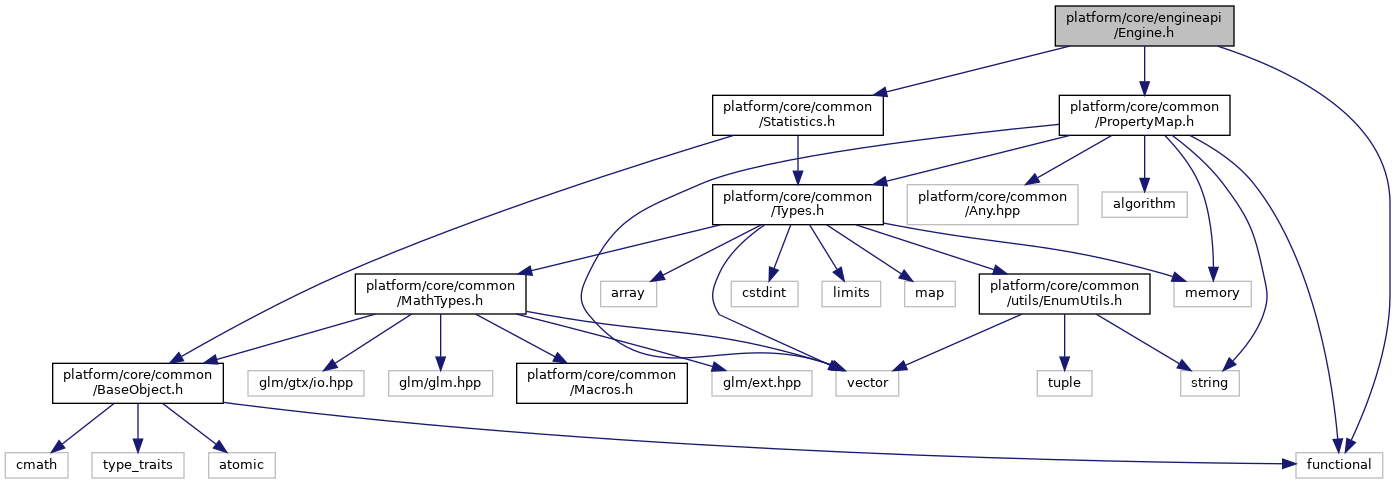 platform/core/engineapi
/Engine.h
platform/core/common
/Statistics.h
platform/core/common
/PropertyMap.h
platform/core/common
/Types.h
platform/core/common
/Any.hpp
algorithm
platform/core/common
/MathTypes.h
array
cstdint
limits
map
platform/core/common
/utils/EnumUtils.h
memory
platform/core/common
/BaseObject.h
glm/gtx/io.hpp
glm/glm.hpp
platform/core/common
/Macros.h
glm/ext.hpp
vector
tuple
string
cmath
type_traits
atomic
functional